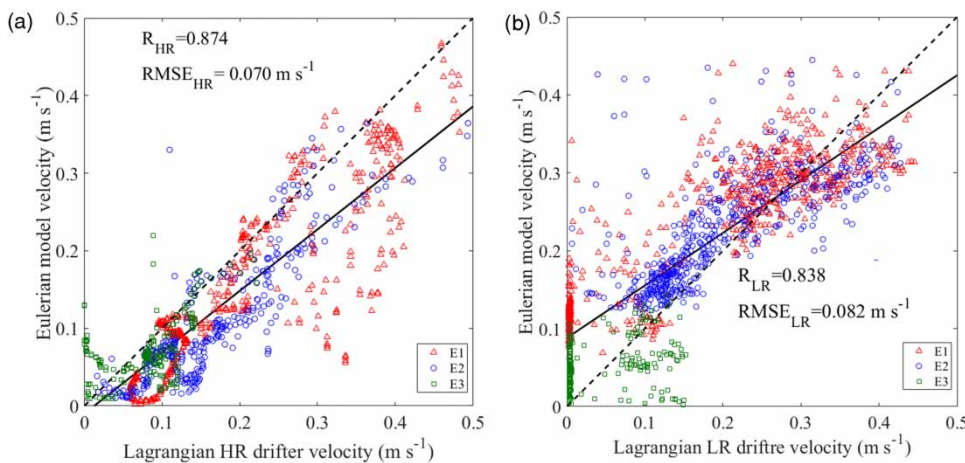 (a)
0.5
0.4
0.3
0.2
0.1
0
R_HR=0.874
RMSE_HR= 0.070 m s⁻¹
E1
E2
E3
0 0.1 0.2 0.3 0.4 0.5
Lagrangian HR drifter velocity (m s⁻¹)
Eulerian model velocity (m s⁻¹)
(b)
0.5
0.4
0.3
0.2
0.1
0
R_LR=0.838
RMSE_LR=0.082 m s⁻¹
E1
E2
E3
0 0.1 0.2 0.3 0.4 0.5
Lagrangian LR driftre velocity (m s⁻¹)
Eulerian model velocity (m s⁻¹)